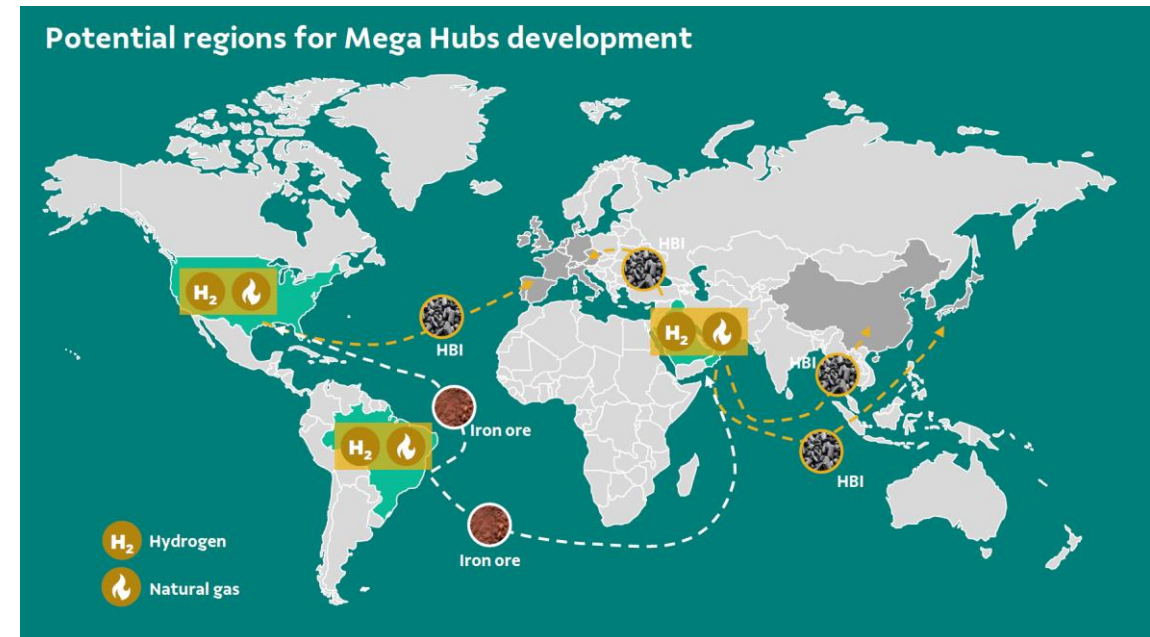 Potential regions for Mega Hubs development
HBI
H₂
H₂
HBI
HBI
Iron ore
H₂
HBI
Iron ore
H₂ Hydrogen
Natural gas